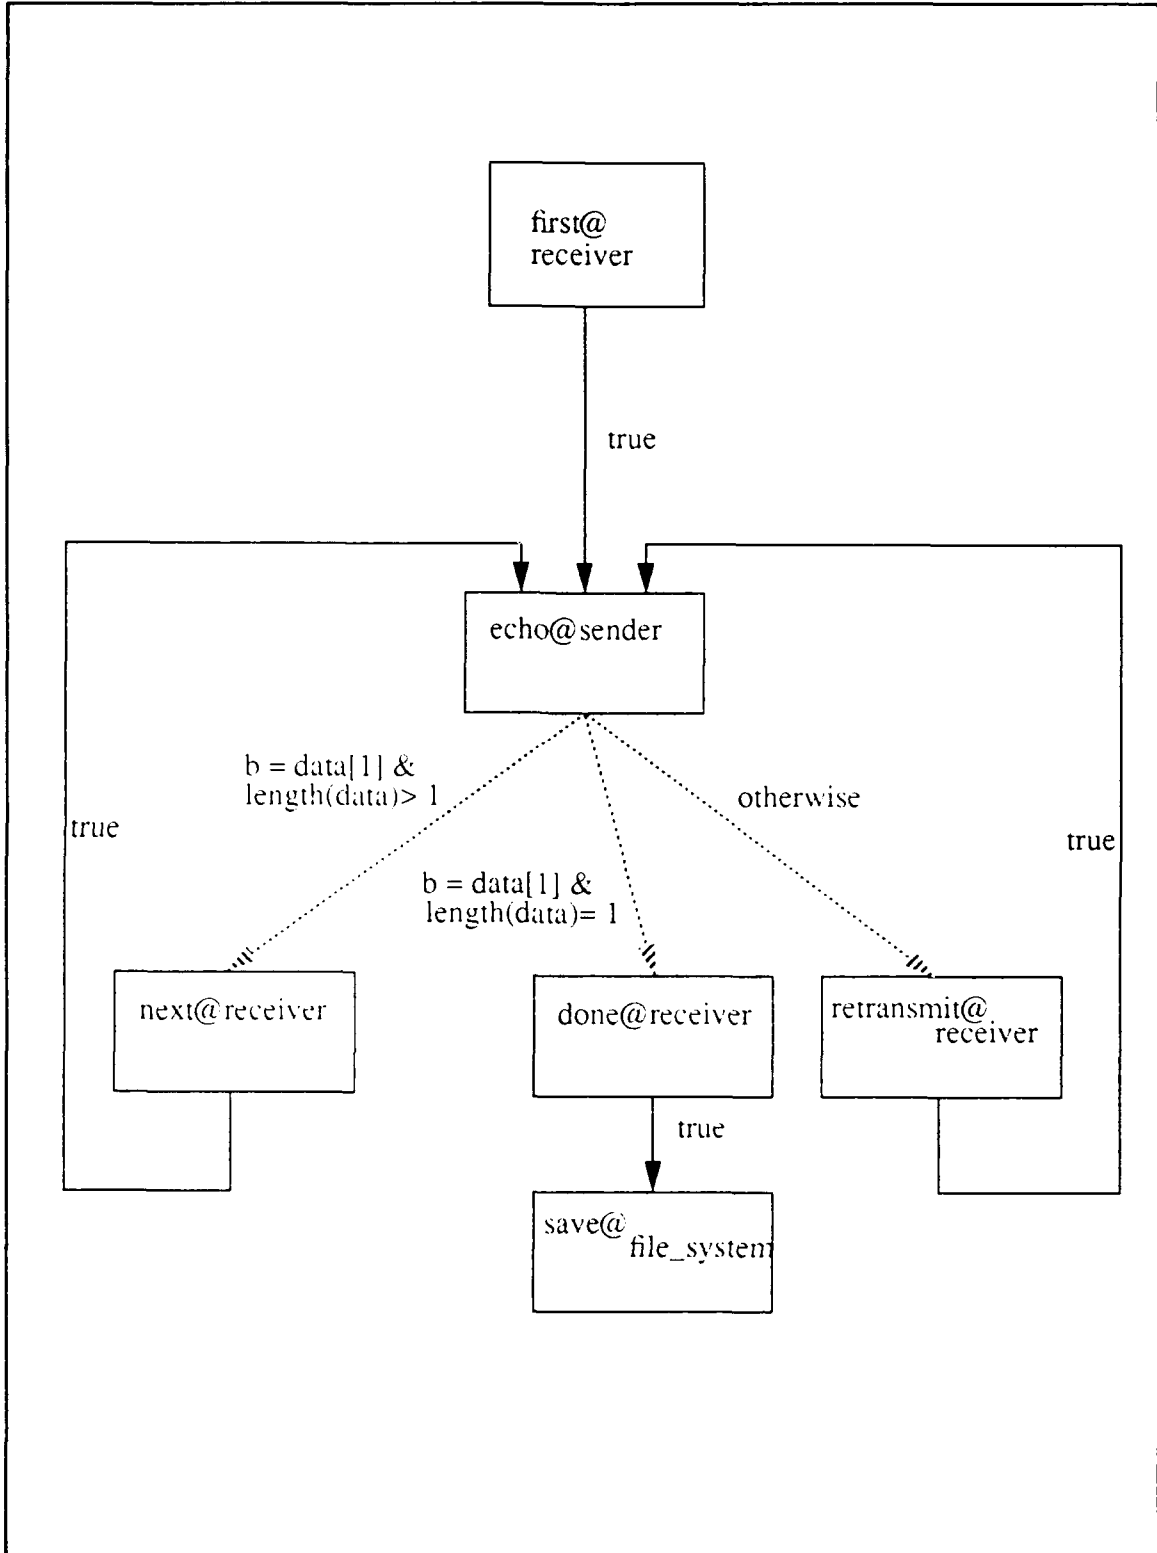 first@
receiver
true
echo@sender
b = data[1] &
length(data)> 1
otherwise
true
true
b = data[1] &
length(data)= 1
next@receiver
done@receiver
retransmit@
receiver
true
save@
file_system